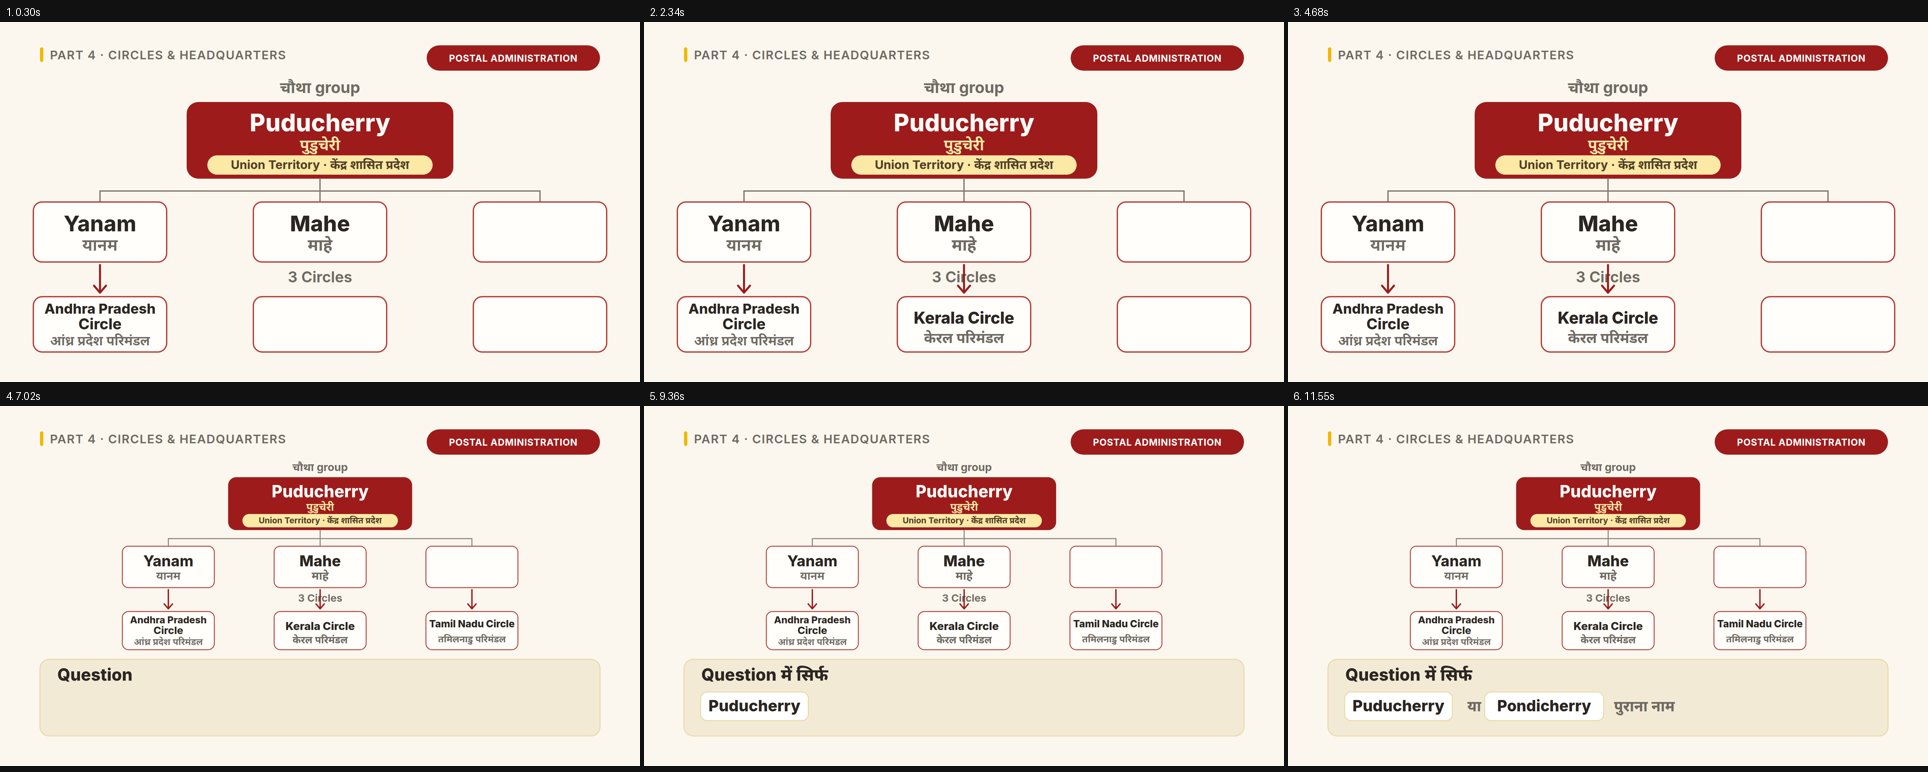 1. 0.30s
PART 4 · CIRCLES & HEADQUARTERS
POSTAL ADMINISTRATION
चौथा group
Puducherry
पुडुचेरी
Union Territory · केंद्र शासित प्रदेश
Yanam
यानम
Mahe
माहे
3 Circles
Andhra Pradesh
Circle
आंध्र प्रदेश परिमंडल
2. 2.34s
PART 4 · CIRCLES & HEADQUARTERS
POSTAL ADMINISTRATION
चौथा group
Puducherry
पुडुचेरी
Union Territory · केंद्र शासित प्रदेश
Yanam
यानम
Mahe
माहे
3 Circles
Andhra Pradesh
Circle
आंध्र प्रदेश परिमंडल
Kerala Circle
केरल परिमंडल
3. 4.68s
PART 4 · CIRCLES & HEADQUARTERS
POSTAL ADMINISTRATION
चौथा group
Puducherry
पुडुचेरी
Union Territory · केंद्र शासित प्रदेश
Yanam
यानम
Mahe
माहे
3 Circles
Andhra Pradesh
Circle
आंध्र प्रदेश परिमंडल
Kerala Circle
केरल परिमंडल
4. 7.02s
PART 4 · CIRCLES & HEADQUARTERS
POSTAL ADMINISTRATION
चौथा group
Puducherry
पुडुचेरी
Union Territory · केंद्र शासित प्रदेश
Yanam
यानम
Mahe
माहे
3 Circles
Andhra Pradesh
Circle
आंध्र प्रदेश परिमंडल
Kerala Circle
केरल परिमंडल
Tamil Nadu Circle
तमिलनाडु परिमंडल
Question
5. 9.36s
PART 4 · CIRCLES & HEADQUARTERS
POSTAL ADMINISTRATION
चौथा group
Puducherry
पुडुचेरी
Union Territory · केंद्र शासित प्रदेश
Yanam
यानम
Mahe
माहे
3 Circles
Andhra Pradesh
Circle
आंध्र प्रदेश परिमंडल
Kerala Circle
केरल परिमंडल
Tamil Nadu Circle
तमिलनाडु परिमंडल
Question में सिर्फ
Puducherry
6. 11.55s
PART 4 · CIRCLES & HEADQUARTERS
POSTAL ADMINISTRATION
चौथा group
Puducherry
पुडुचेरी
Union Territory · केंद्र शासित प्रदेश
Yanam
यानम
Mahe
माहे
3 Circles
Andhra Pradesh
Circle
आंध्र प्रदेश परिमंडल
Kerala Circle
केरल परिमंडल
Tamil Nadu Circle
तमिलनाडु परिमंडल
Question में सिर्फ
Puducherry या Pondicherry पुराना नाम